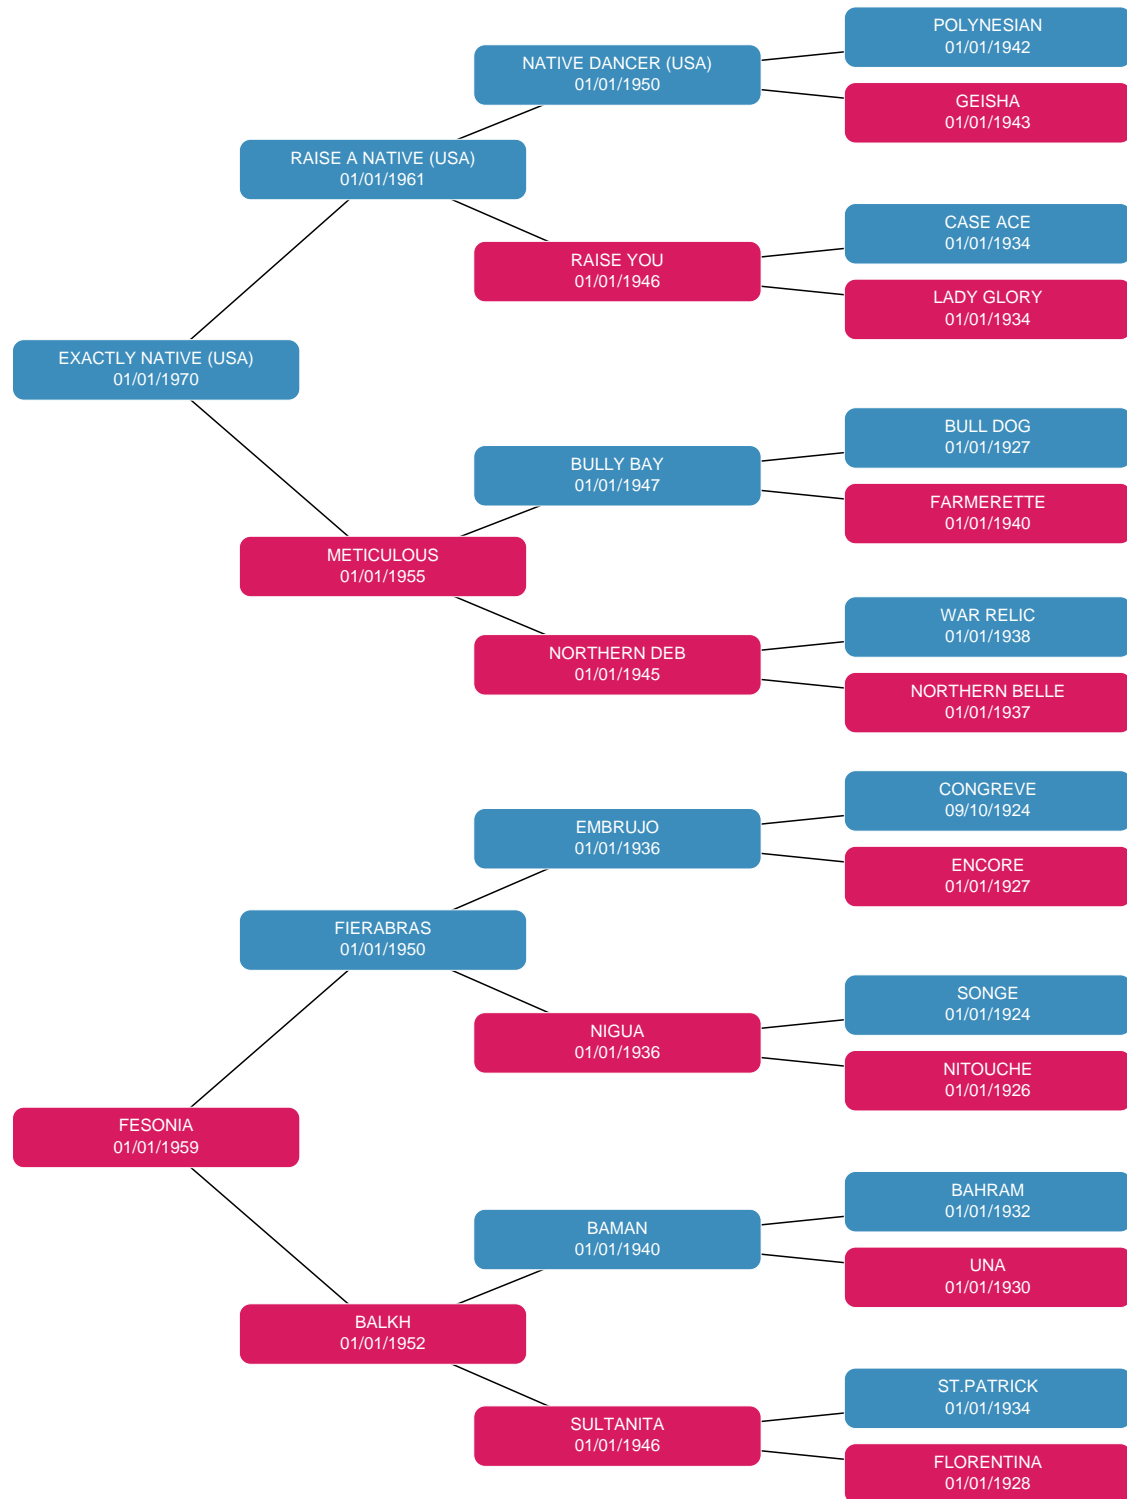 POLYNESIAN
01/01/1942
NATIVE DANCER (USA)
01/01/1950
GEISHA
01/01/1943
RAISE A NATIVE (USA)
01/01/1961
CASE ACE
01/01/1934
RAISE YOU
01/01/1946
LADY GLORY
01/01/1934
EXACTLY NATIVE (USA)
01/01/1970
BULL DOG
01/01/1927
BULLY BAY
01/01/1947
FARMERETTE
01/01/1940
METICULOUS
01/01/1955
WAR RELIC
01/01/1938
NORTHERN DEB
01/01/1945
NORTHERN BELLE
01/01/1937
CONGREVE
09/10/1924
EMBRUJO
01/01/1936
ENCORE
01/01/1927
FIERABRAS
01/01/1950
SONGE
01/01/1924
NIGUA
01/01/1936
NITOUCHE
01/01/1926
FESONIA
01/01/1959
BAHRAM
01/01/1932
BAMAN
01/01/1940
UNA
01/01/1930
BALKH
01/01/1952
ST.PATRICK
01/01/1934
SULTANITA
01/01/1946
FLORENTINA
01/01/1928